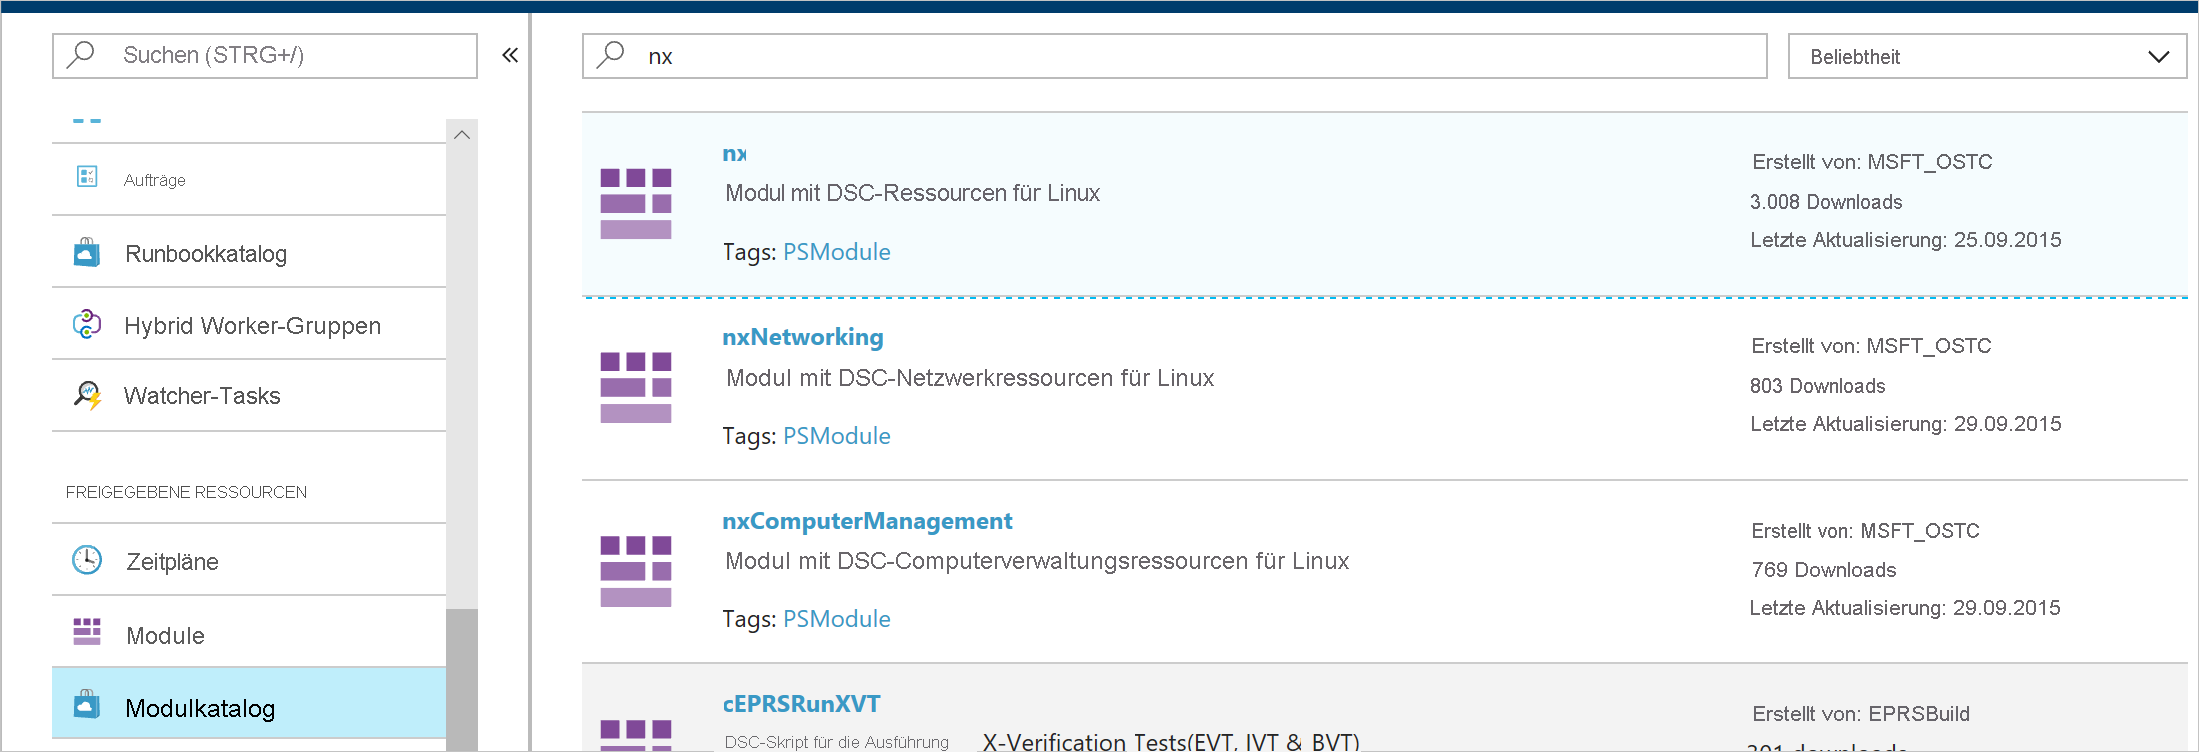 Suchen (STRG+/)
«
Aufträge
Runbookkatalog
Hybrid Worker-Gruppen
Watcher-Tasks
FREIGEGEBENE RESSOURCEN
Zeitpläne
Module
Modulkatalog
nx
Beliebtheit
nx
Modul mit DSC-Ressourcen für Linux
Tags: PSModule
Erstellt von: MSFT_OSTC
3.008 Downloads
Letzte Aktualisierung: 25.09.2015
nxNetworking
Modul mit DSC-Netzwerkressourcen für Linux
Tags: PSModule
Erstellt von: MSFT_OSTC
803 Downloads
Letzte Aktualisierung: 29.09.2015
nxComputerManagement
Modul mit DSC-Computerverwaltungsressourcen für Linux
Tags: PSModule
Erstellt von: MSFT_OSTC
769 Downloads
Letzte Aktualisierung: 29.09.2015
cEPRSRunXVT
DSC-Skript für die Ausführung X-Verification Tests(EVT, IVT & BVT)
Erstellt von: EPRSBuild
301 downloads